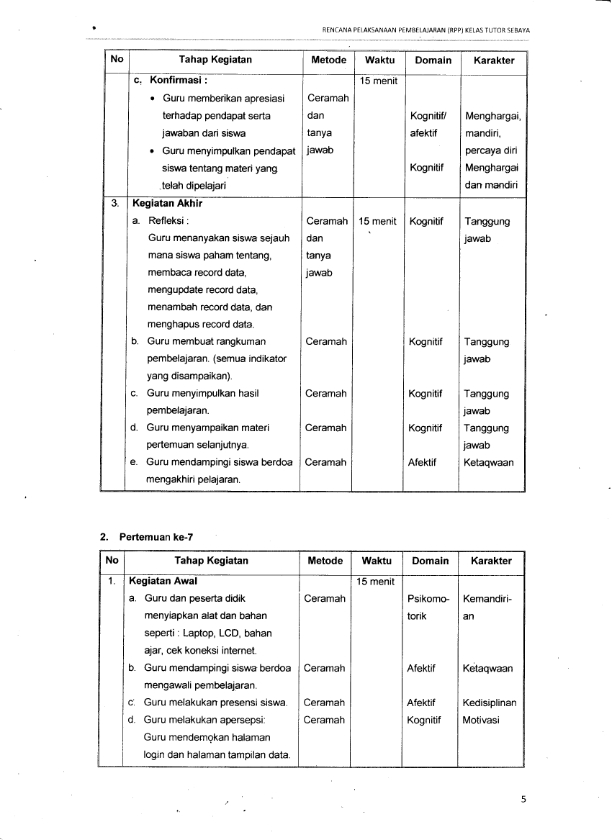 RENCANA PELAKSANAAN PEMBELAJARAN (RPP) KELAS TUTOR SEBAYA
No Tahap Kegiatan Metode Waktu Domain Karakter
c. Konfirmasi : 15 menit
• Guru memberikan apresiasi Ceramah
terhadap pendapat serta dan Kognitif/ Menghargai,
jawaban dari siswa tanya afektif mandiri,
• Guru menyimpulkan pendapat jawab percaya diri
siswa tentang materi yang Kognitif Menghargai
telah dipelajari dan mandiri
3. Kegiatan Akhir
a. Refleksi : Ceramah 15 menit Kognitif Tanggung
Guru menanyakan siswa sejauh dan jawab
mana siswa paham tentang, tanya
membaca record data, jawab
mengupdate record data,
menambah record data, dan
menghapus record data.
b. Guru membuat rangkuman Ceramah Kognitif Tanggung
pembelajaran. (semua indikator jawab
yang disampaikan).
c. Guru menyimpulkan hasil Ceramah Kognitif Tanggung
pembelajaran. jawab
d. Guru menyampaikan materi Ceramah Kognitif Tanggung
pertemuan selanjutnya. jawab
e. Guru mendampingi siswa berdoa Ceramah Afektif Ketaqwaan
mengakhiri pelajaran.
2. Pertemuan ke-7
No Tahap Kegiatan Metode Waktu Domain Karakter
1. Kegiatan Awal 15 menit
a. Guru dan peserta didik Ceramah Psikomo- Kemandiri-
menyiapkan alat dan bahan torik an
seperti : Laptop, LCD, bahan
ajar, cek koneksi internet.
b. Guru mendampingi siswa berdoa Ceramah Afektif Ketaqwaan
mengawali pembelajaran.
c. Guru melakukan presensi siswa. Ceramah Afektif Kedisiplinan
d. Guru melakukan apersepsi: Ceramah Kognitif Motivasi
Guru mendemokan halaman
login dan halaman tampilan data.
5